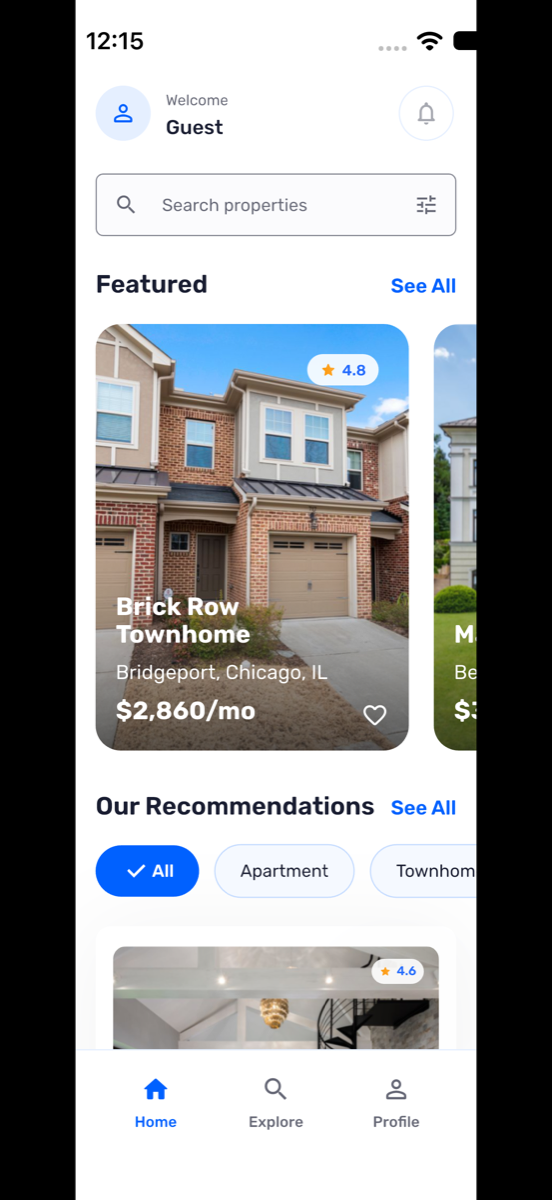 12:15
Welcome
Guest
Search properties
Featured
See All
4.8
Brick Row
Townhome
Bridgeport, Chicago, IL
$2,860/mo
Our Recommendations
See All
All
Apartment
4.6
Home
Explore
Profile